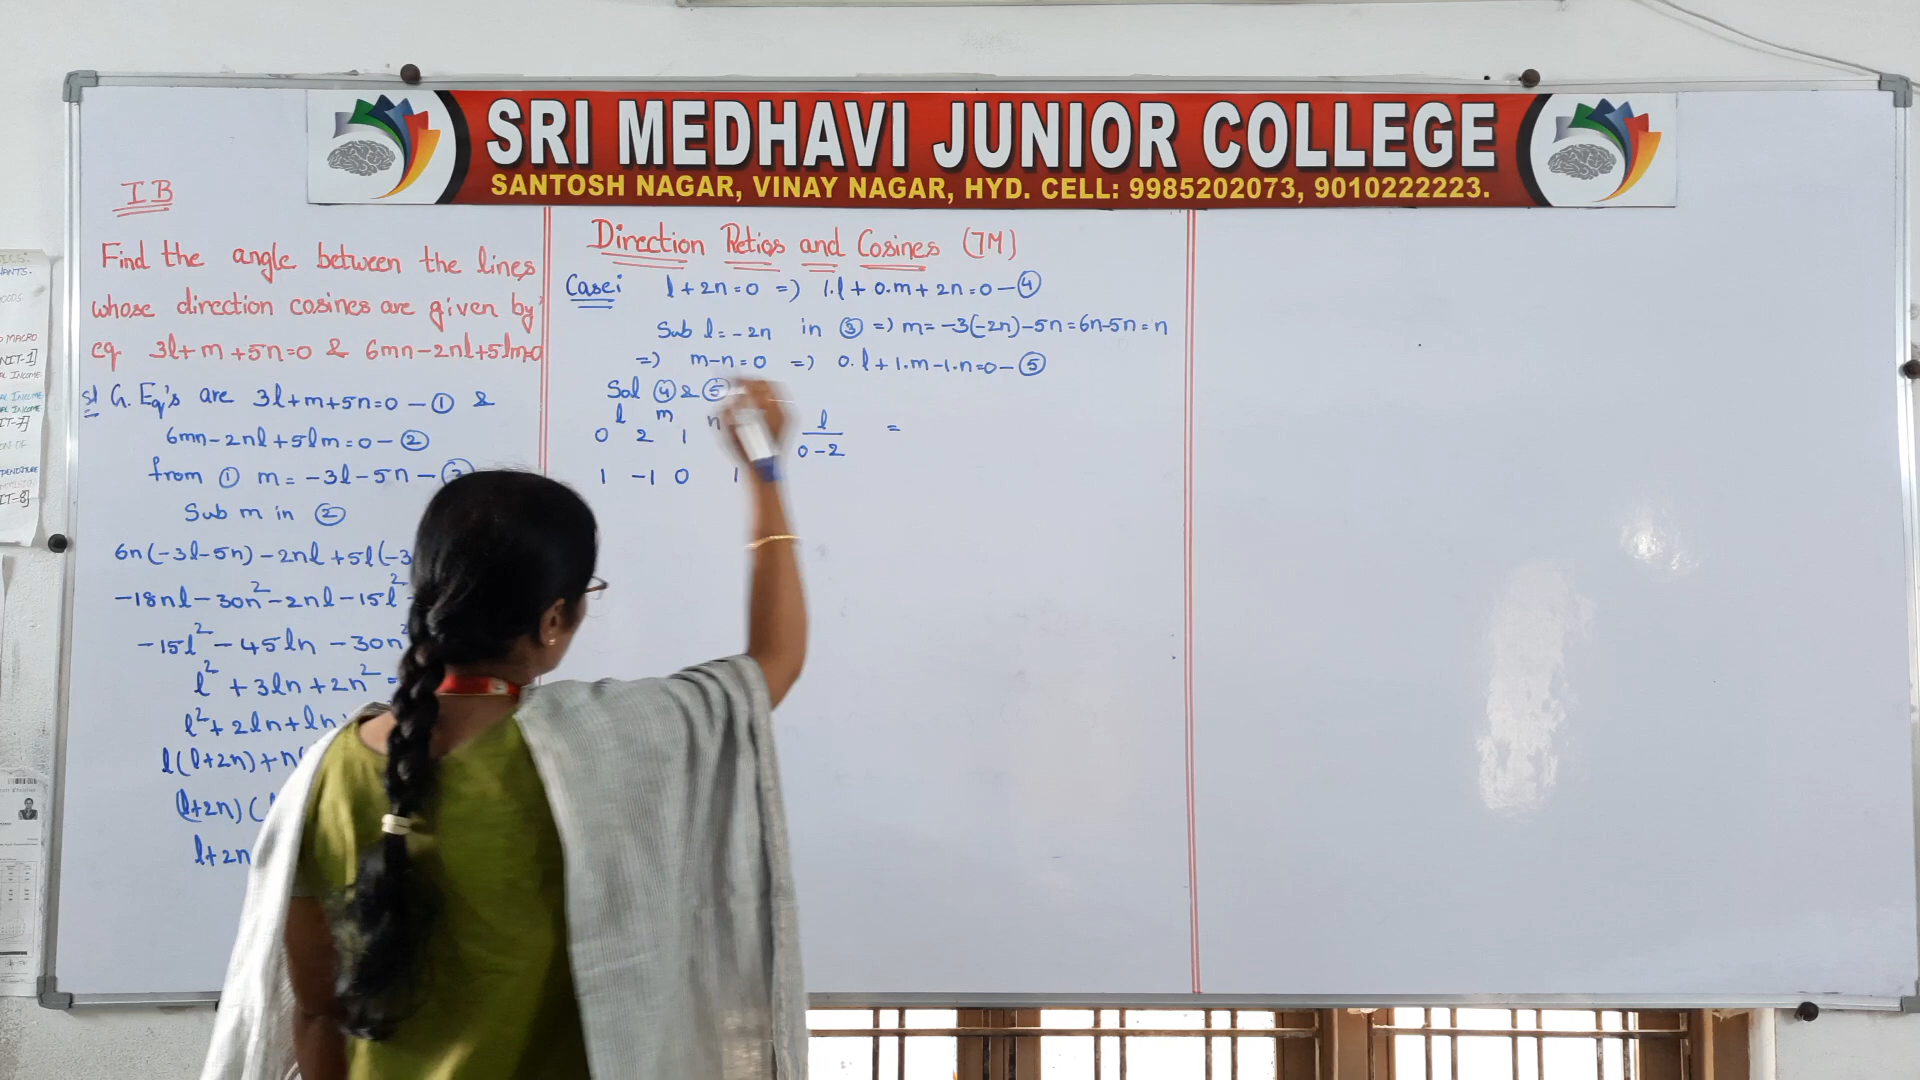 SRI MEDHAVI JUNIOR COLLEGE
SANTOSH NAGAR, VINAY NAGAR, HYD. CELL: 9985202073, 9010222223.
IB
Find the angle between the lines
whose direction cosines are given by
eq 3l+m+5n=0 & 6mn-2nl+5lm=0
Sl G. Eq's are 3l+m+5n=0 — ① &
6mn-2nl+5lm=0 — ②
from ① m = -3l-5n —
Sub m in ②
6n(-3l-5n) - 2nl + 5l(-3
-18nl - 30n² - 2nl - 15l²
-15l² - 45ln - 30n²
l² + 3ln + 2n² =
l² + 2ln + ln
l(l+2n) + n(
(l+2n)(
l+2n
Direction Retios and Cosines (7M)
Case i l+2n=0 => 1.l+0.m+2n=0 — ④
Sub l=-2n in ③ => m= -3(-2n)-5n = 6n-5n = n
=> m-n=0 => 0.l+1.m-1.n=0 — ⑤
Sol ④ & ⑤
l m n
0 2 1
1 -1 0 1
l/0-2 =
MACRO